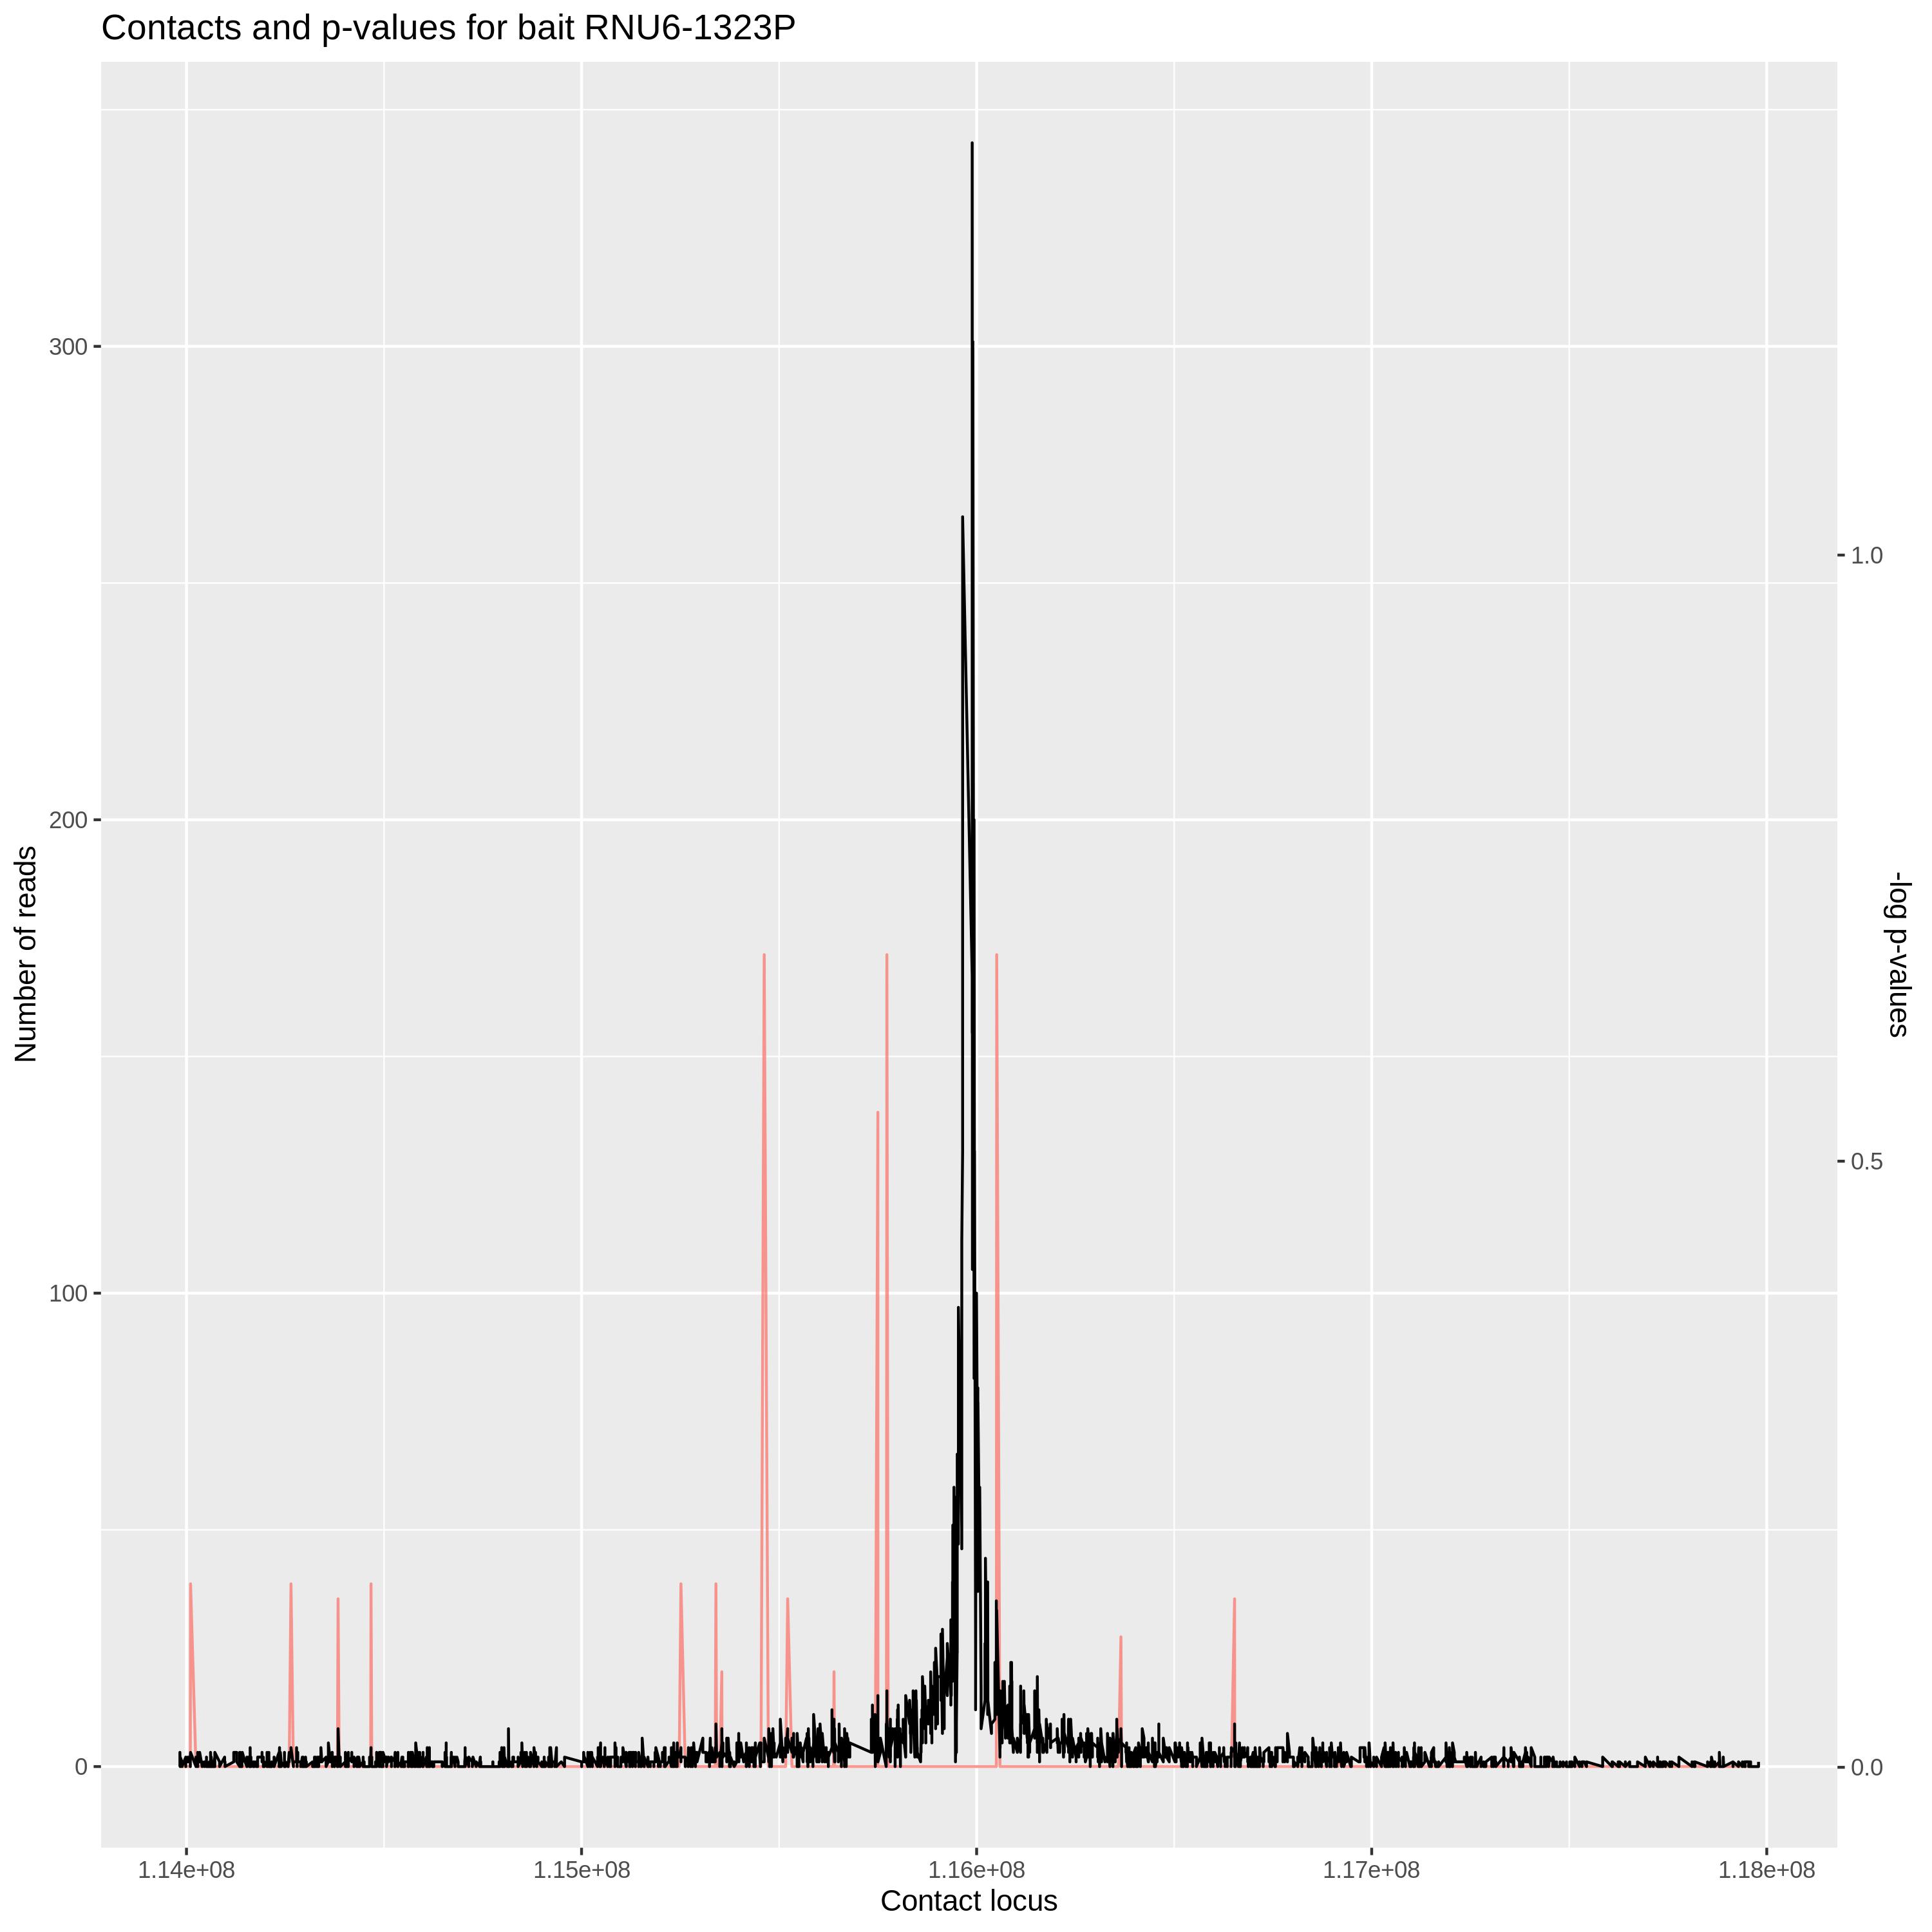 Contacts and p-values for bait RNU6-1323P
300
200
100
0
Number of reads
1.0
0.5
0.0
-log p-values
1.14e+08
1.15e+08
1.16e+08
1.17e+08
1.18e+08
Contact locus